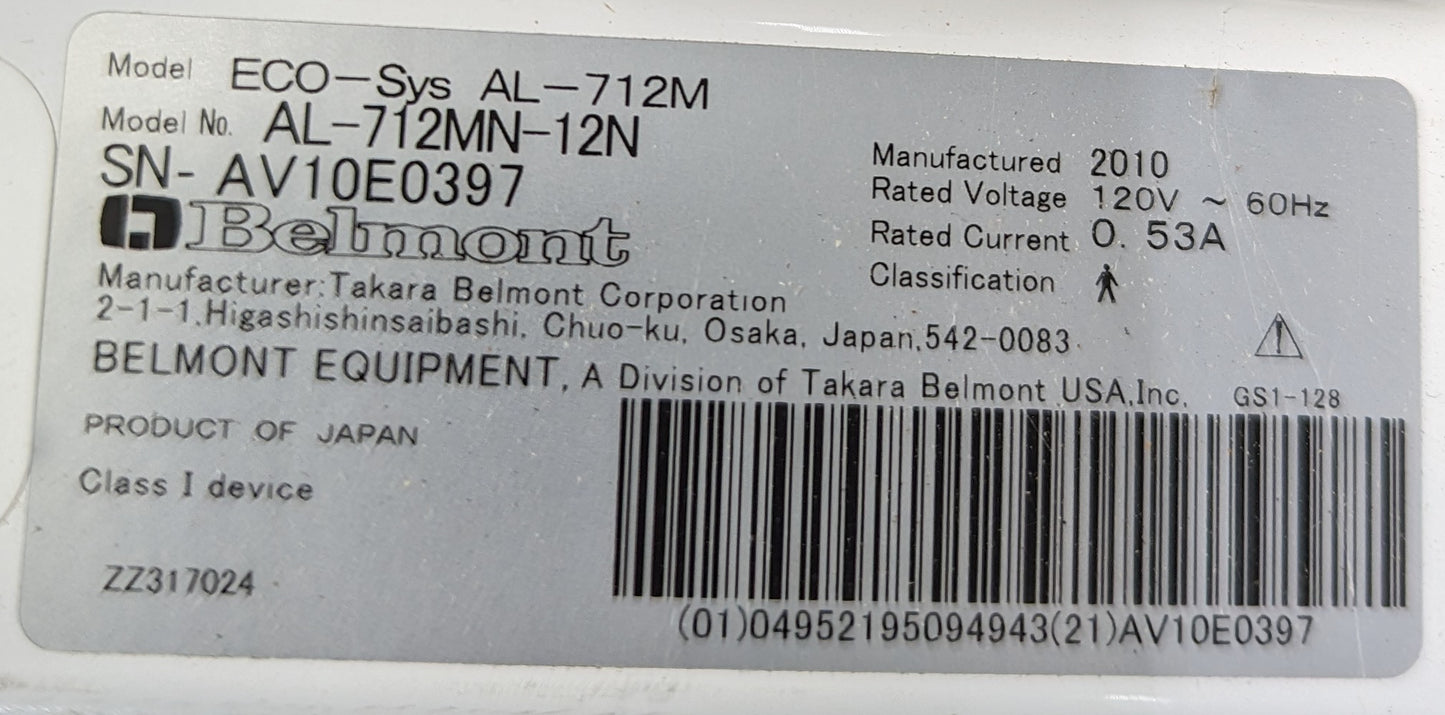 Model ECO-Sys AL-712M
Model No. AL-712MN-12N
SN- AV10E0397
Belmont
Manufactured 2010
Rated Voltage 120V ~ 60Hz
Rated Current 0.53A
Classification
Manufacturer:Takara Belmont Corporation
2-1-1,Higashishinsaibashi, Chuo-ku, Osaka, Japan,542-0083
BELMONT EQUIPMENT, A Division of Takara Belmont USA,Inc.
GS1-128
PRODUCT OF JAPAN
Class I device
ZZ317024
(01)04952195094943(21)AV10E0397